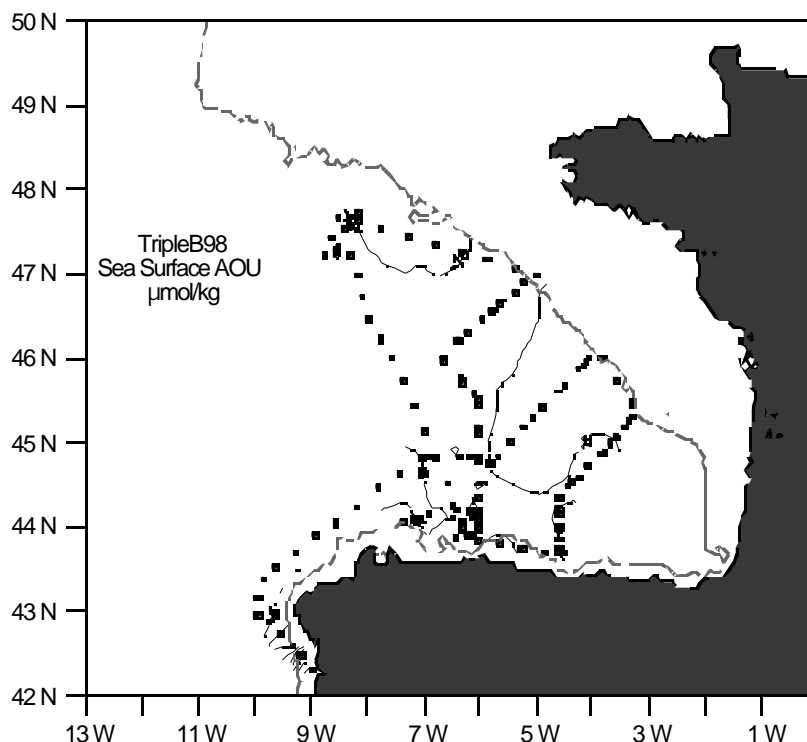 50 N
49 N
48 N
TripleB98
Sea Surface AOU
µmol/kg
47 N
46 N
45 N
44 N
43 N
42 N
13 W 11 W 9 W 7 W 5 W 3 W 1 W